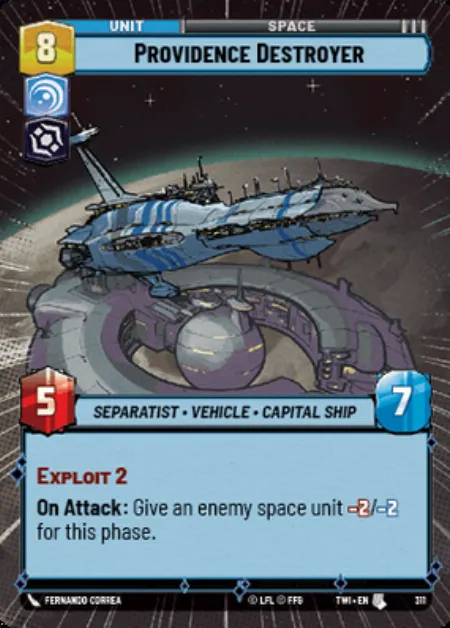 UNIT
SPACE
8
PROVIDENCE DESTROYER
5
SEPARATIST • VEHICLE • CAPITAL SHIP
7
EXPLOIT 2
On Attack: Give an enemy space unit -2/-2
for this phase.
FERNANDO CORREA
© LFL © FFG
TWI • EN
311